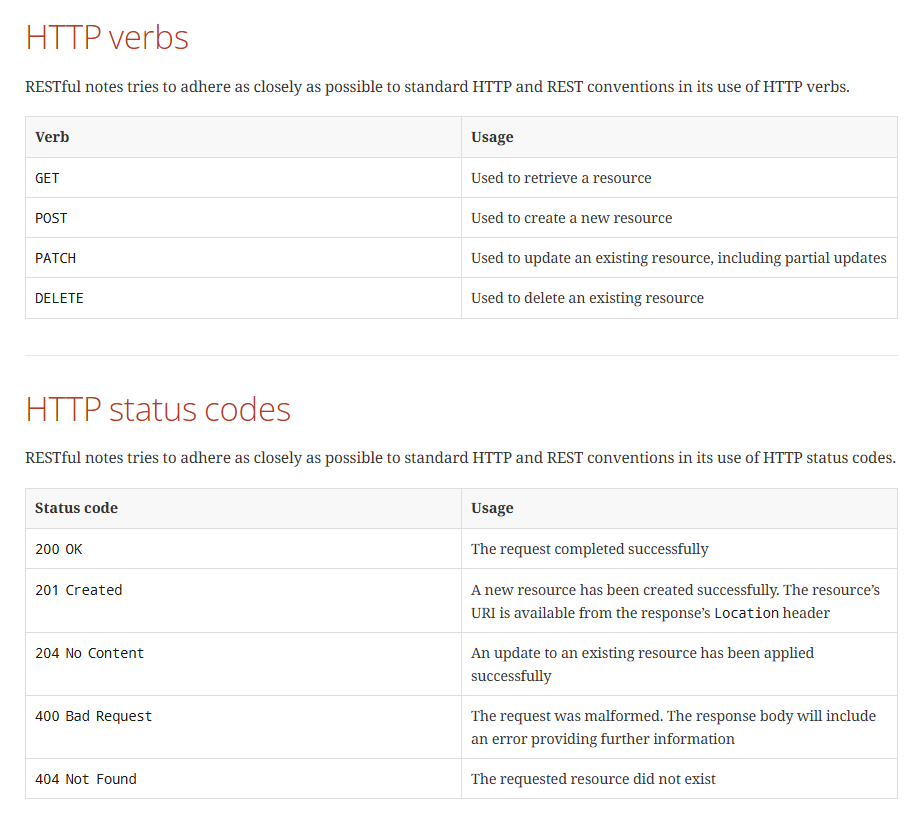 HTTP verbs
RESTful notes tries to adhere as closely as possible to standard HTTP and REST conventions in its use of HTTP verbs.
Verb Usage
GET Used to retrieve a resource
POST Used to create a new resource
PATCH Used to update an existing resource, including partial updates
DELETE Used to delete an existing resource
HTTP status codes
RESTful notes tries to adhere as closely as possible to standard HTTP and REST conventions in its use of HTTP status codes.
Status code Usage
200 OK The request completed successfully
201 Created A new resource has been created successfully. The resource’s
URI is available from the response’s Location header
204 No Content An update to an existing resource has been applied
successfully
400 Bad Request The request was malformed. The response body will include
an error providing further information
404 Not Found The requested resource did not exist